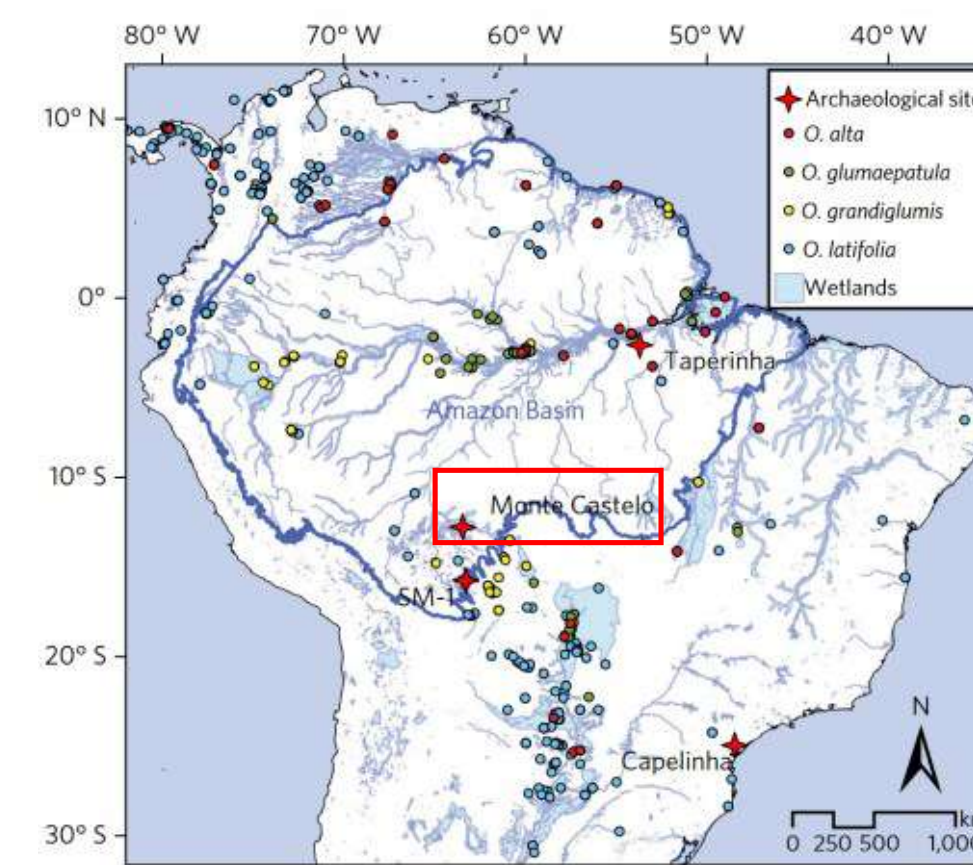 80° W 70° W 60° W 50° W 40° W
10° N
0°
10° S
20° S
30° S
Archaeological site
O. alta
O. glumaepatula
O. grandiglumis
O. latifolia
Wetlands
Taperinha
Amazon Basin
Monte Castelo
SM-1
Capelinha
N
km
0 250 500 1,000